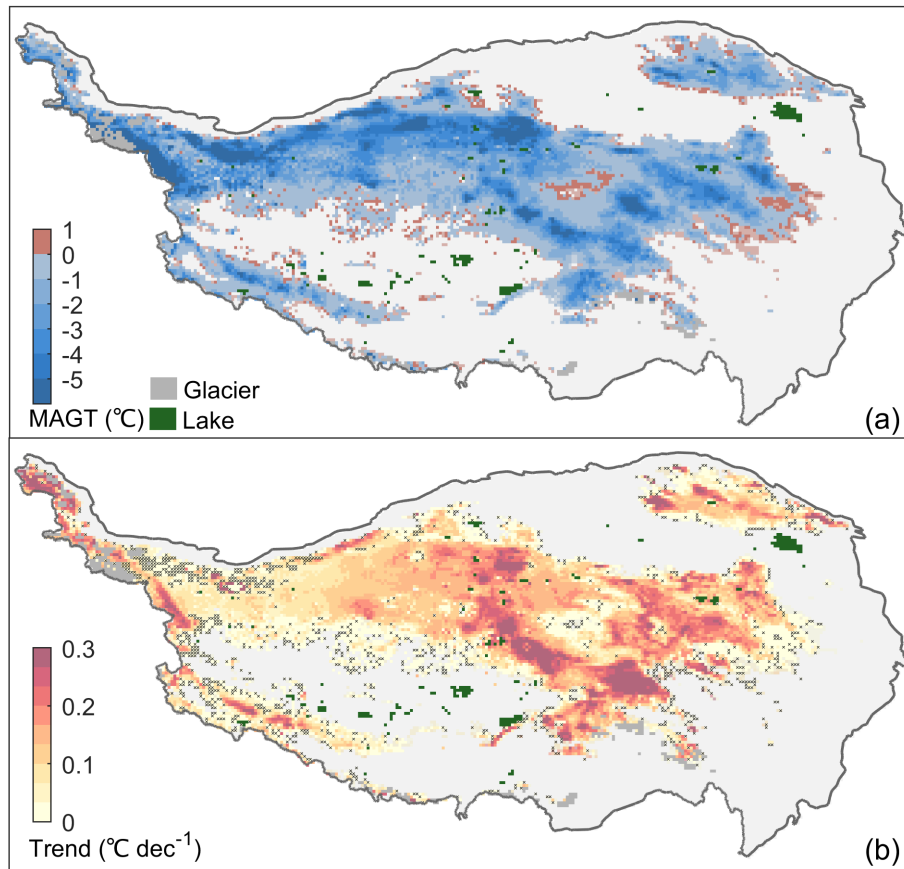 1
0
-1
-2
-3
-4
-5
MAGT (℃)
Glacier
Lake
(a)
0.3
0.2
0.1
0
Trend (℃ dec⁻¹)
(b)